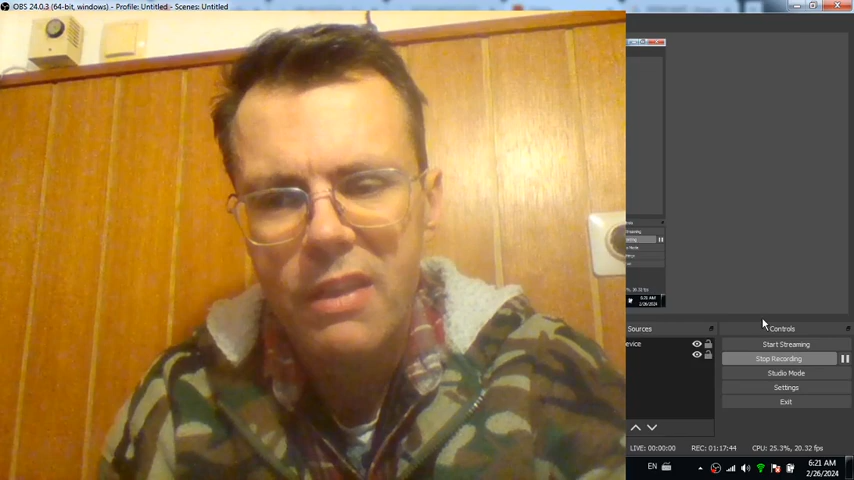 OBS 24.0.3 (64-bit, windows) - Profile: Untitled - Scenes: Untitled
Sources
Controls
evice
Start Streaming
Stop Recording
Studio Mode
Settings
Exit
LIVE: 00:00:00
REC: 01:17:44
CPU: 25.3%, 20.32 fps
EN
6:21 AM
2/26/2024